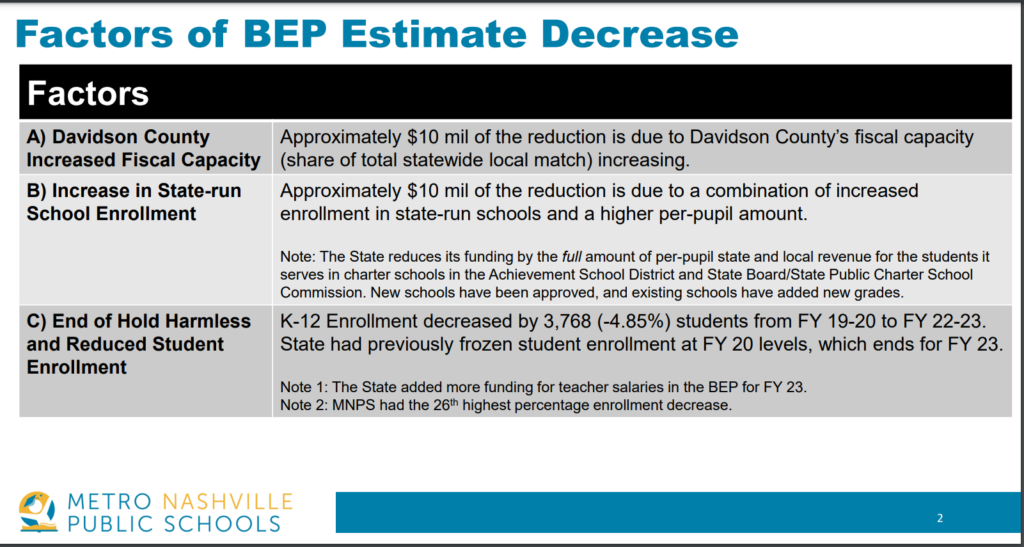 Factors of BEP Estimate Decrease
Factors
A) Davidson County
Increased Fiscal Capacity
Approximately $10 mil of the reduction is due to Davidson County's fiscal capacity
(share of total statewide local match) increasing.
B) Increase in State-run
School Enrollment
Approximately $10 mil of the reduction is due to a combination of increased
enrollment in state-run schools and a higher per-pupil amount.
Note: The State reduces its funding by the full amount of per-pupil state and local revenue for the students it
serves in charter schools in the Achievement School District and State Board/State Public Charter School
Commission. New schools have been approved, and existing schools have added new grades.
C) End of Hold Harmless
and Reduced Student
Enrollment
K-12 Enrollment decreased by 3,768 (-4.85%) students from FY 19-20 to FY 22-23.
State had previously frozen student enrollment at FY 20 levels, which ends for FY 23.
Note 1: The State added more funding for teacher salaries in the BEP for FY 23.
Note 2: MNPS had the 26th highest percentage enrollment decrease.
METRO NASHVILLE
PUBLIC SCHOOLS
2